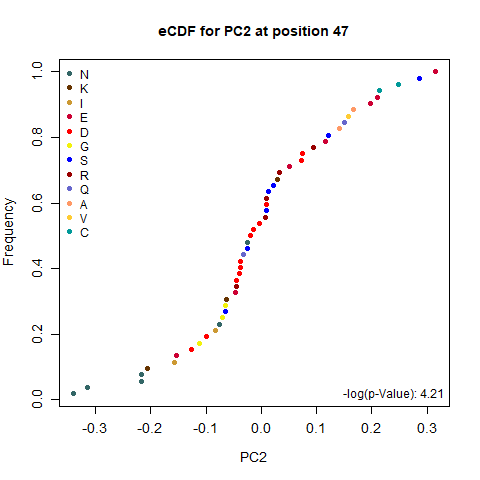 eCDF for PC2 at position 47
Frequency
1.0
0.8
0.6
0.4
0.2
0.0
N
K
I
E
D
G
S
R
Q
A
V
C
-log(p-Value): 4.21
-0.3 -0.2 -0.1 0.0 0.1 0.2 0.3
PC2